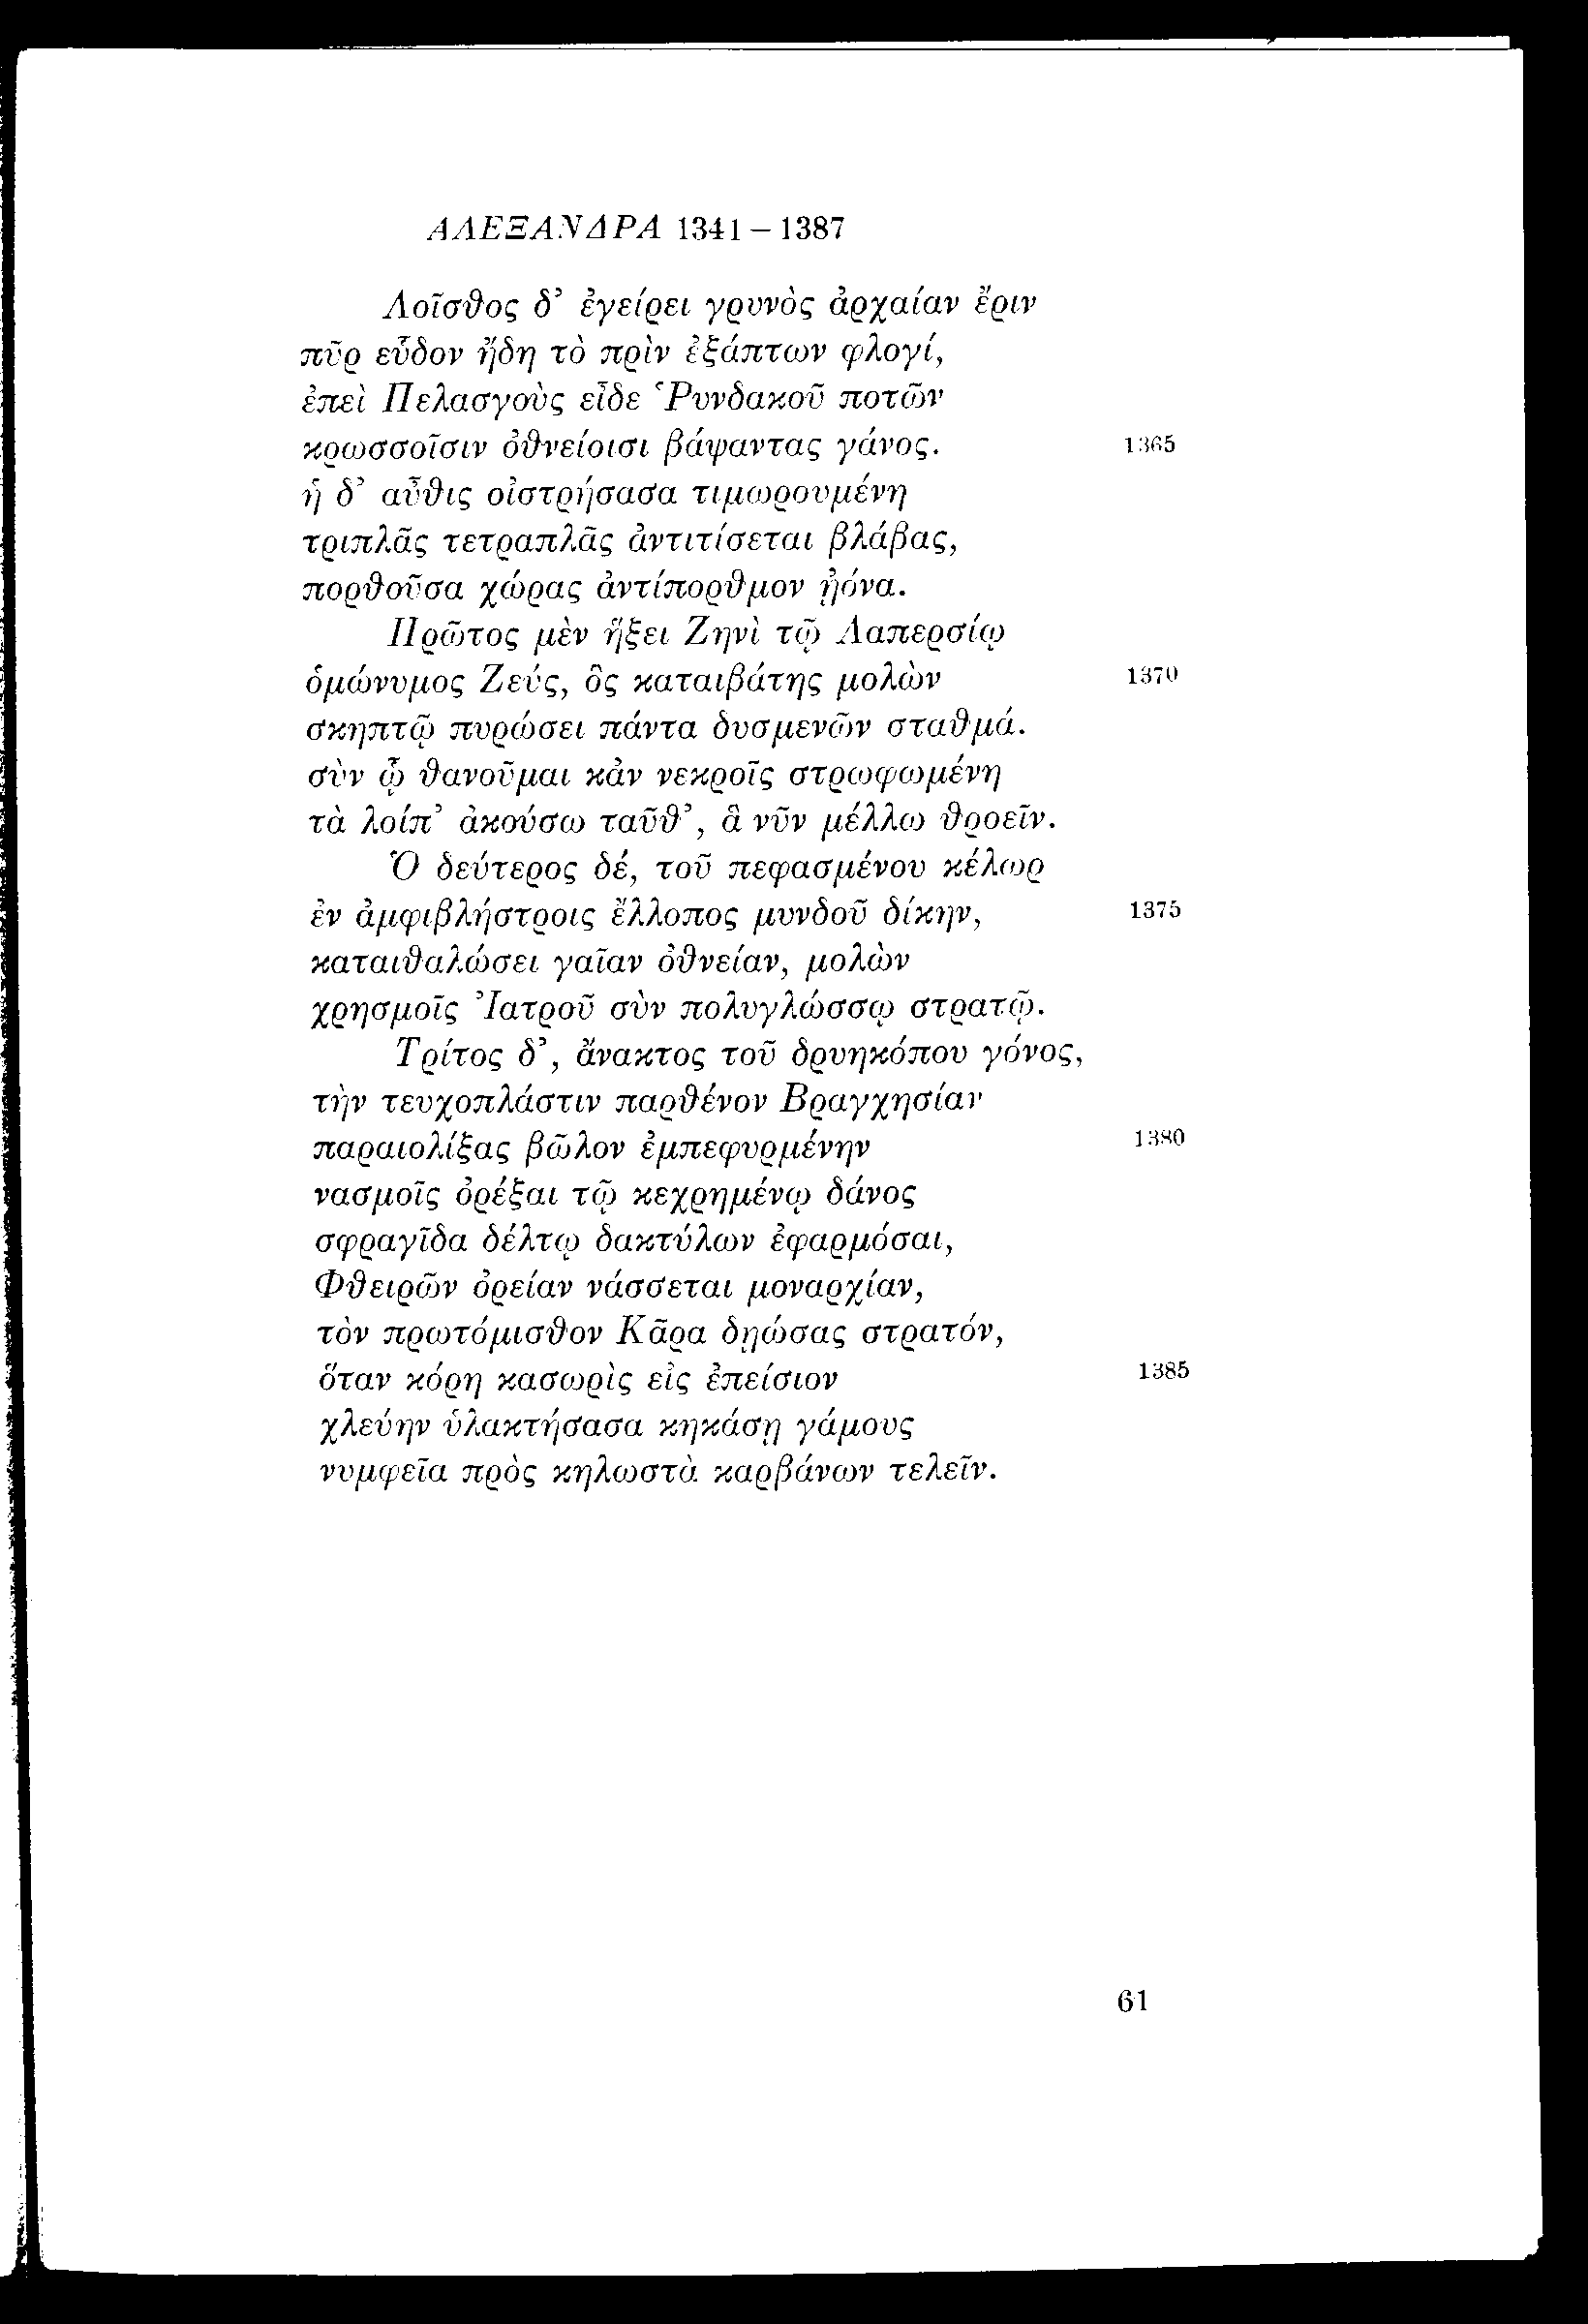 ΑΛΕΞΑΝΔΡΑ 1341 – 1387
Λοῖσθος δ’ ἐγείρει γρυνὸς ἀρχαίαν ἔριν
πῦρ εὗδον ἤδη τὸ πρὶν ἐξάπτων φλογί,
ἐπεὶ Πελασγοὺς εἶδε Ῥυνδακοῦ ποτῶν
κρωσσοῖσιν ὀθνείοισι βάψαντας γάνος. 1365
ἡ δ’ αὖθις οἰστρήσασα τιμωρουμένη
τριπλᾶς τετραπλᾶς ἀντιτίσεται βλάβας,
πορθοῦσα χώρας ἀντίπορθμον ᾐόνα.
Πρῶτος μὲν ἥξει Ζηνὶ τῷ Λαπερσίῳ
ὁμώνυμος Ζεύς, ὃς καταιβάτης μολὼν 1370
σκηπτῷ πυρώσει πάντα δυσμενῶν σταθμά.
σὺν ᾧ θανοῦμαι κἀν νεκροῖς στρωφωμένη
τὰ λοίπ’ ἀκούσω ταῦθ’, ἃ νῦν μέλλω θροεῖν.
Ὁ δεύτερος δέ, τοῦ πεφασμένου κέλωρ
ἐν ἀμφιβλήστροις ἔλλοπος μυνδοῦ δίκην, 1375
καταιθαλώσει γαῖαν ὀθνείαν, μολὼν
χρησμοῖς Ἰατροῦ σὺν πολυγλώσσῳ στρατῷ.
Τρίτος δ’, ἄνακτος τοῦ δρυηκόπου γόνος,
τὴν τευχοπλάστιν παρθένον Βραγχησίαν
παραιολίξας βῶλον ἐμπεφυρμένην 1380
νασμοῖς ὀρέξαι τῷ κεχρημένῳ δάνος
σφραγῖδα δέλτῳ δακτύλων ἐφαρμόσαι,
Φθειρῶν ὀρείαν νάσσεται μοναρχίαν,
τὸν πρωτόμισθον Κᾶρα δῃώσας στρατόν,
ὅταν κόρη κασωρὶς εἰς ἐπείσιον 1385
χλεύην ὑλακτήσασα κηκάσῃ γάμους
νυμφεῖα πρὸς κηλωστὰ καρβάνων τελεῖν.
61